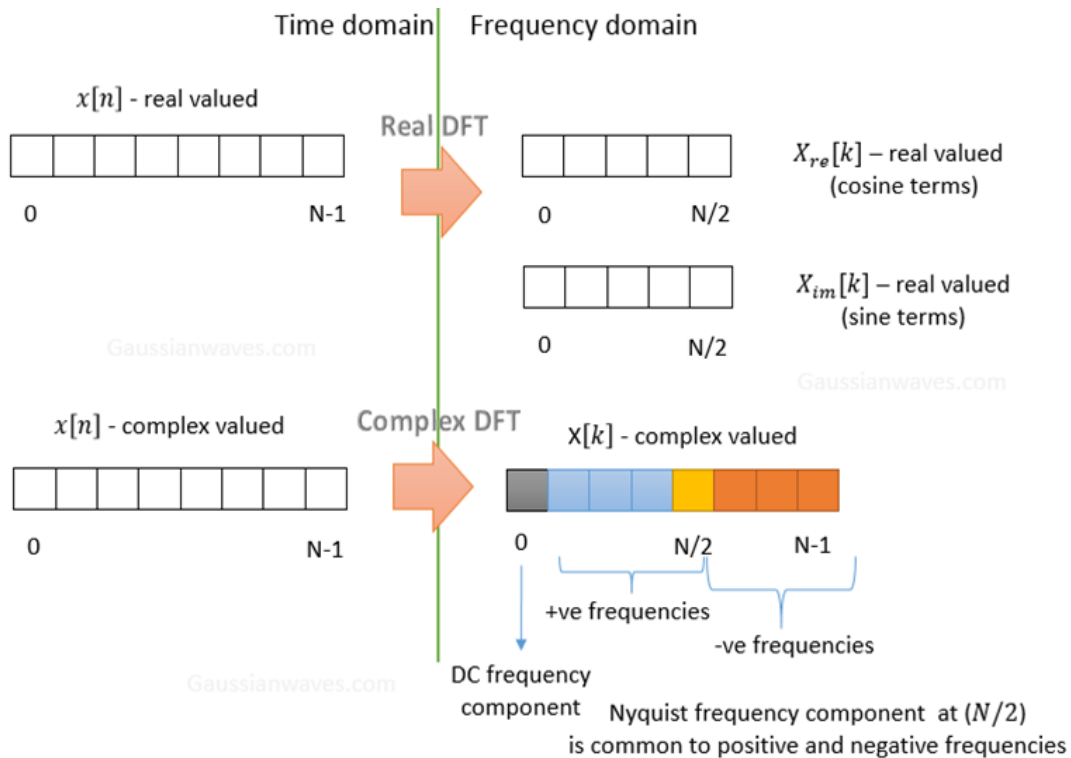 Time domain
Frequency domain
x[n] - real valued
Real DFT
0
N-1
0
N/2
X_re[k] – real valued
(cosine terms)
0
N/2
X_im[k] – real valued
(sine terms)
Gaussianwaves.com
Gaussianwaves.com
x[n] - complex valued
Complex DFT
X[k] - complex valued
0
N-1
0
N/2
N-1
+ve frequencies
-ve frequencies
DC frequency
component
Gaussianwaves.com
Nyquist frequency component at (N/2)
is common to positive and negative frequencies